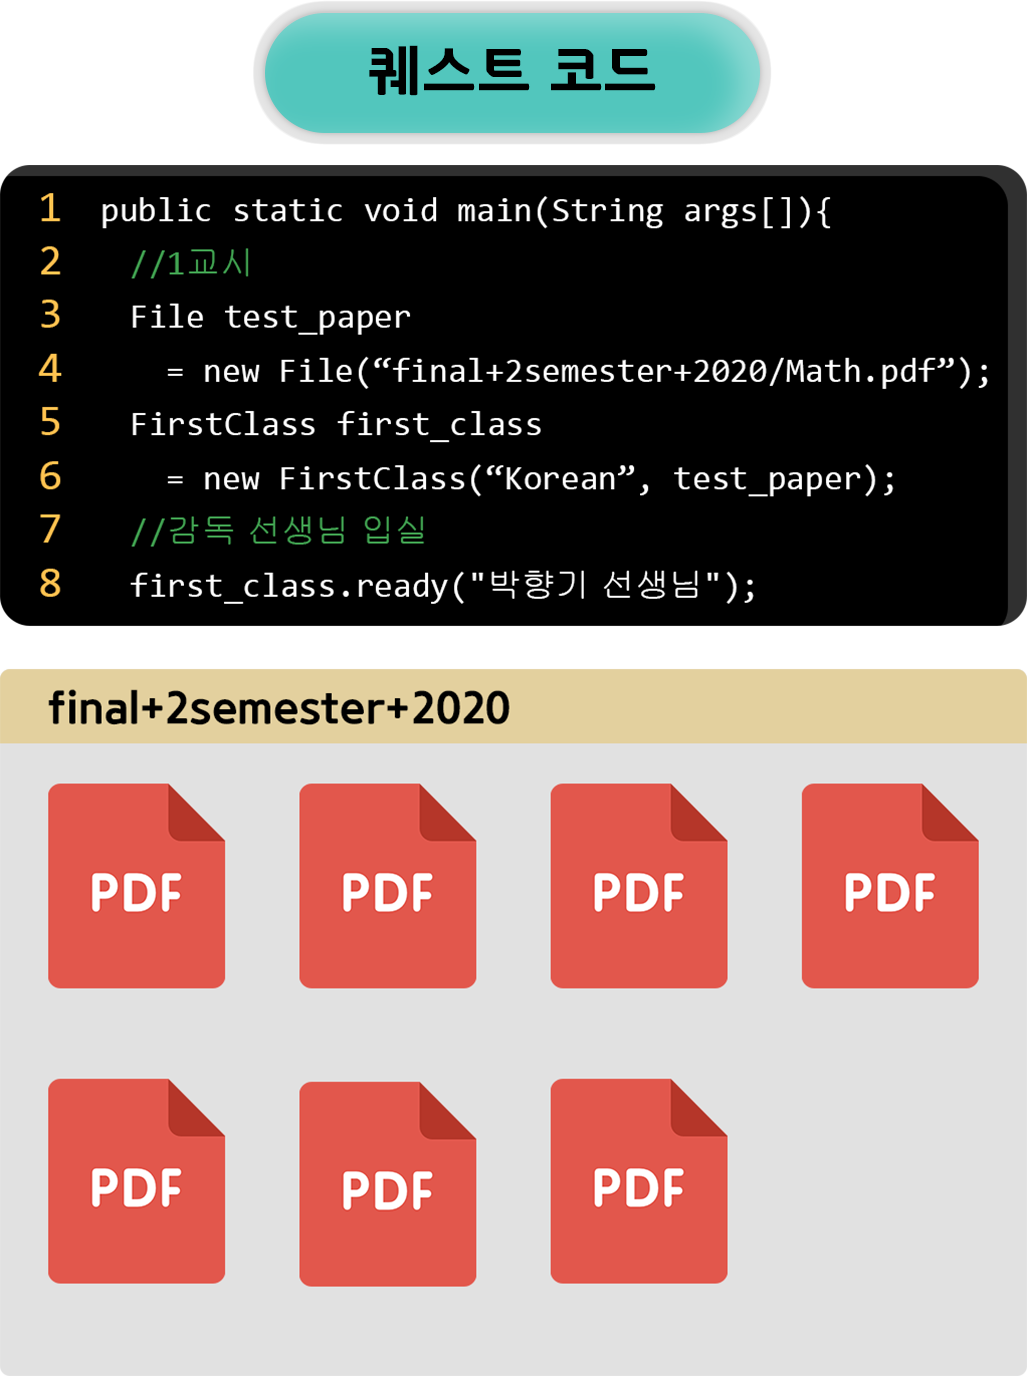 퀘스트 코드
1 public static void main(String args[]){
2 //1교시
3 File test_paper
4 = new File(“final+2semester+2020/Math.pdf”);
5 FirstClass first_class
6 = new FirstClass(“Korean”, test_paper);
7 //감독 선생님 입실
8 first_class.ready("박향기 선생님");
final+2semester+2020
PDF PDF PDF PDF
PDF PDF PDF